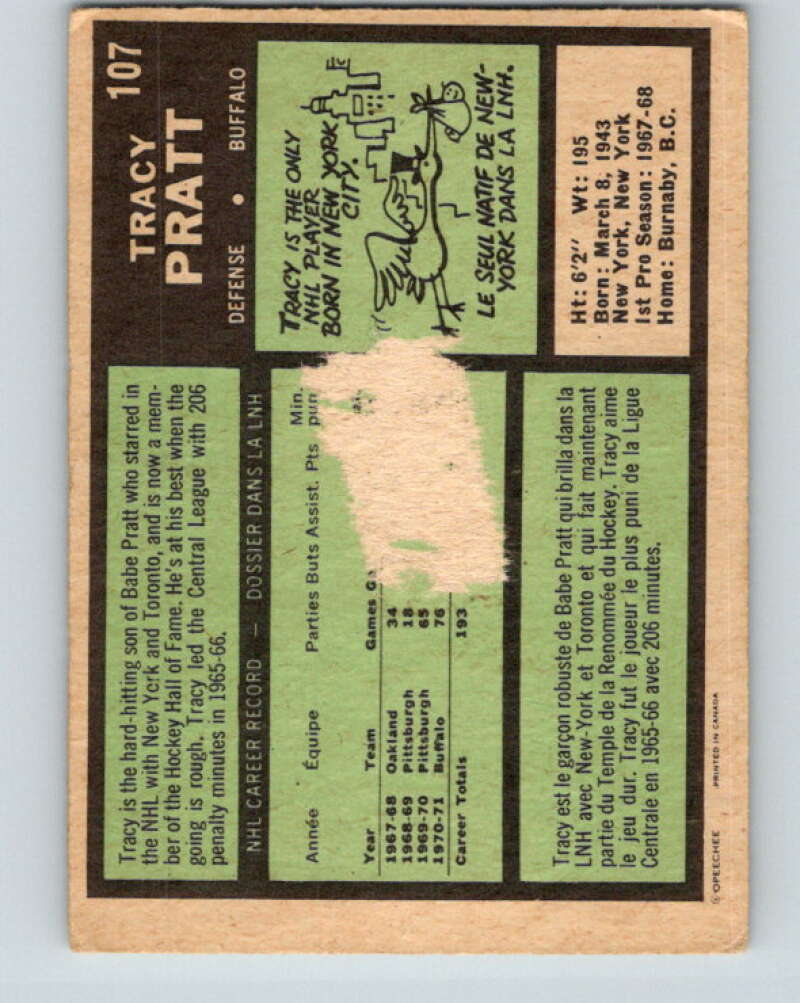 107
TRACY
PRATT
DEFENSE • BUFFALO
TRACY IS THE ONLY
NHL PLAYER
BORN IN NEW YORK
CITY.
LE SEUL NATIF DE NEW-
YORK DANS LA LNH.
Ht: 6'2" Wt: 195
Born: March 8, 1943
New York, New York
1st Pro Season: 1967-68
Home: Burnaby, B.C.
Tracy is the hard-hitting son of Babe Pratt who starred in
the NHL with New York and Toronto, and is now a mem-
ber of the Hockey Hall of Fame. He's at his best when the
going is rough. Tracy led the Central League with 206
penalty minutes in 1965-66.
NHL CAREER RECORD — DOSSIER DANS LA LNH
Année Équipe Parties Buts Assist. Pts Min. pun.
Year Team Games
1967-68 Oakland 34
1968-69 Pittsburgh 18
1969-70 Pittsburgh 65
1970-71 Buffalo 76
Career Totals 193
Tracy est le garçon robuste de Babe Pratt qui brilla dans la
LNH avec New-York et Toronto et qui fait maintenant
partie du Temple de la Renommée du Hockey. Tracy aime
le jeu dur. Tracy fut le joueur le plus puni de la Ligue
Centrale en 1965-66 avec 206 minutes.
© OPEECHEE PRINTED IN CANADA